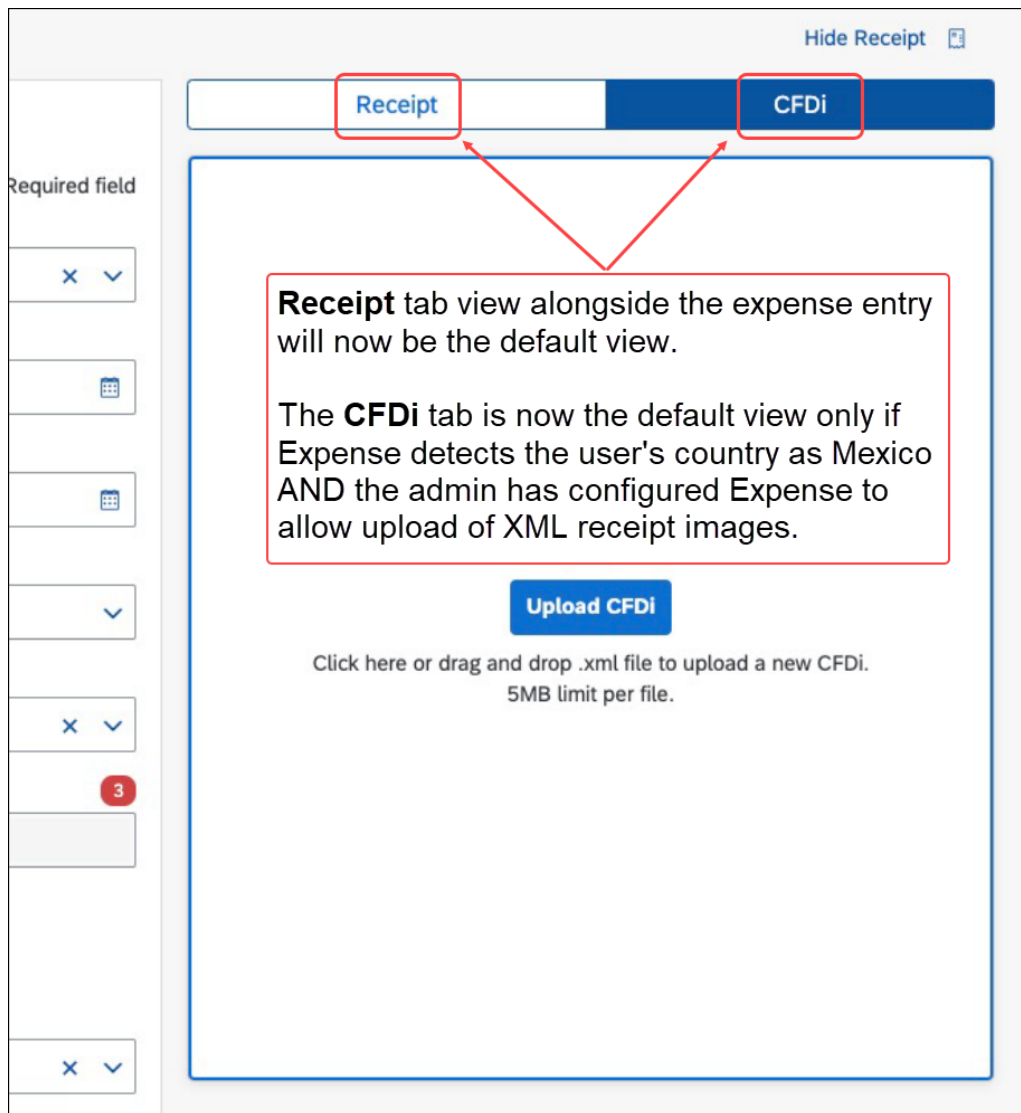 Hide Receipt
Receipt
CFDi
Required field
Receipt tab view alongside the expense entry
will now be the default view.
The CFDi tab is now the default view only if
Expense detects the user's country as Mexico
AND the admin has configured Expense to
allow upload of XML receipt images.
Upload CFDi
Click here or drag and drop .xml file to upload a new CFDi.
5MB limit per file.
3